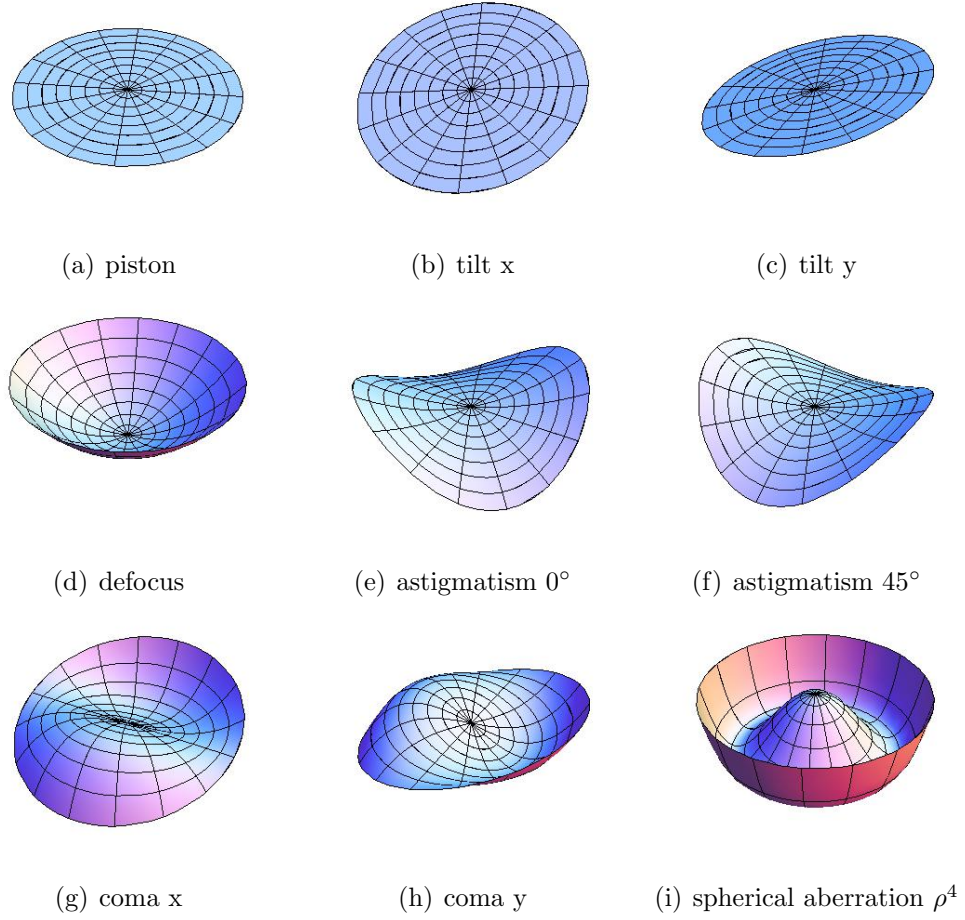 (a) piston
(b) tilt x
(c) tilt y
(d) defocus
(e) astigmatism 0°
(f) astigmatism 45°
(g) coma x
(h) coma y
(i) spherical aberration ρ⁴